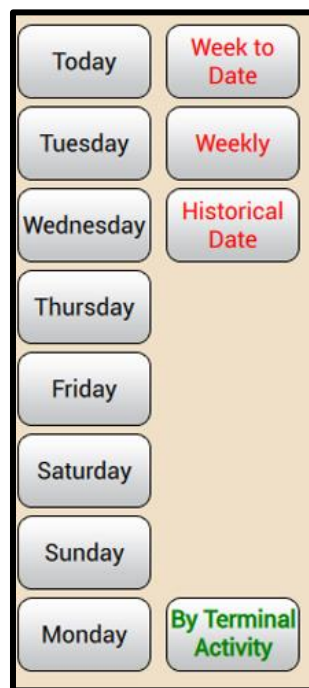 Today
Week to
Date
Tuesday
Weekly
Wednesday
Historical
Date
Thursday
Friday
Saturday
Sunday
Monday
By Terminal
Activity